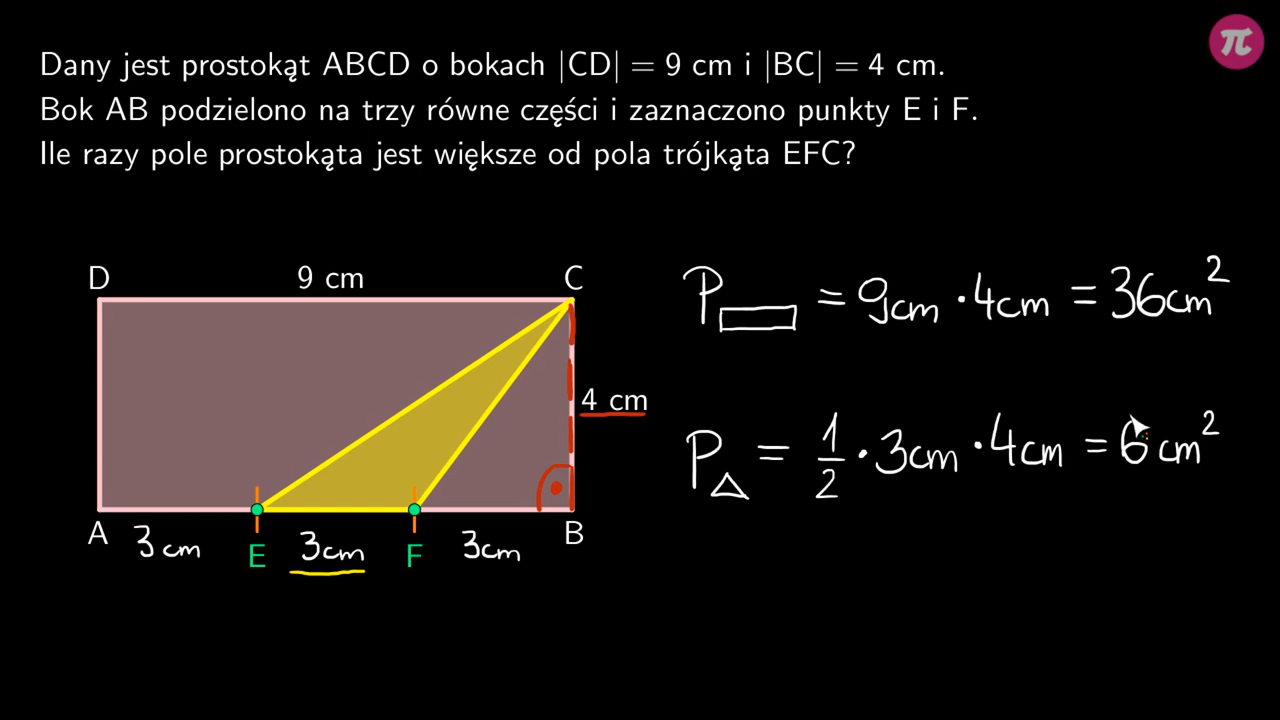 π
Dany jest prostokąt ABCD o bokach |CD| = 9 cm i |BC| = 4 cm.
Bok AB podzielono na trzy równe części i zaznaczono punkty E i F.
Ile razy pole prostokąta jest większe od pola trójkąta EFC?
D 9 cm C
4 cm
A 3 cm E 3cm F 3cm B
P▭ = 9cm · 4cm = 36cm²
P△ = 1/2 · 3cm · 4cm = 6cm²